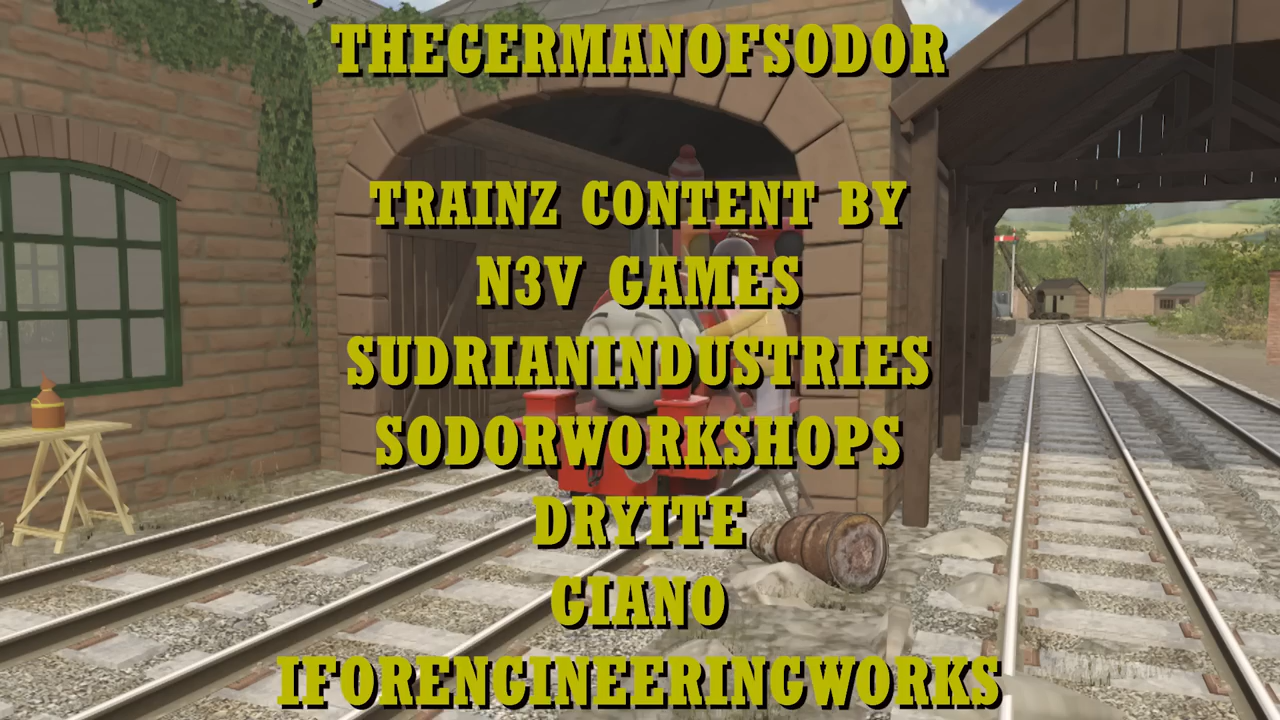 THEGERMANOFSODOR
TRAINZ CONTENT BY
N3V GAMES
SUDRIANINDUSTRIES
SODORWORKSHOPS
DRYITE
GIANO
IFORENGINEERINGWORKS